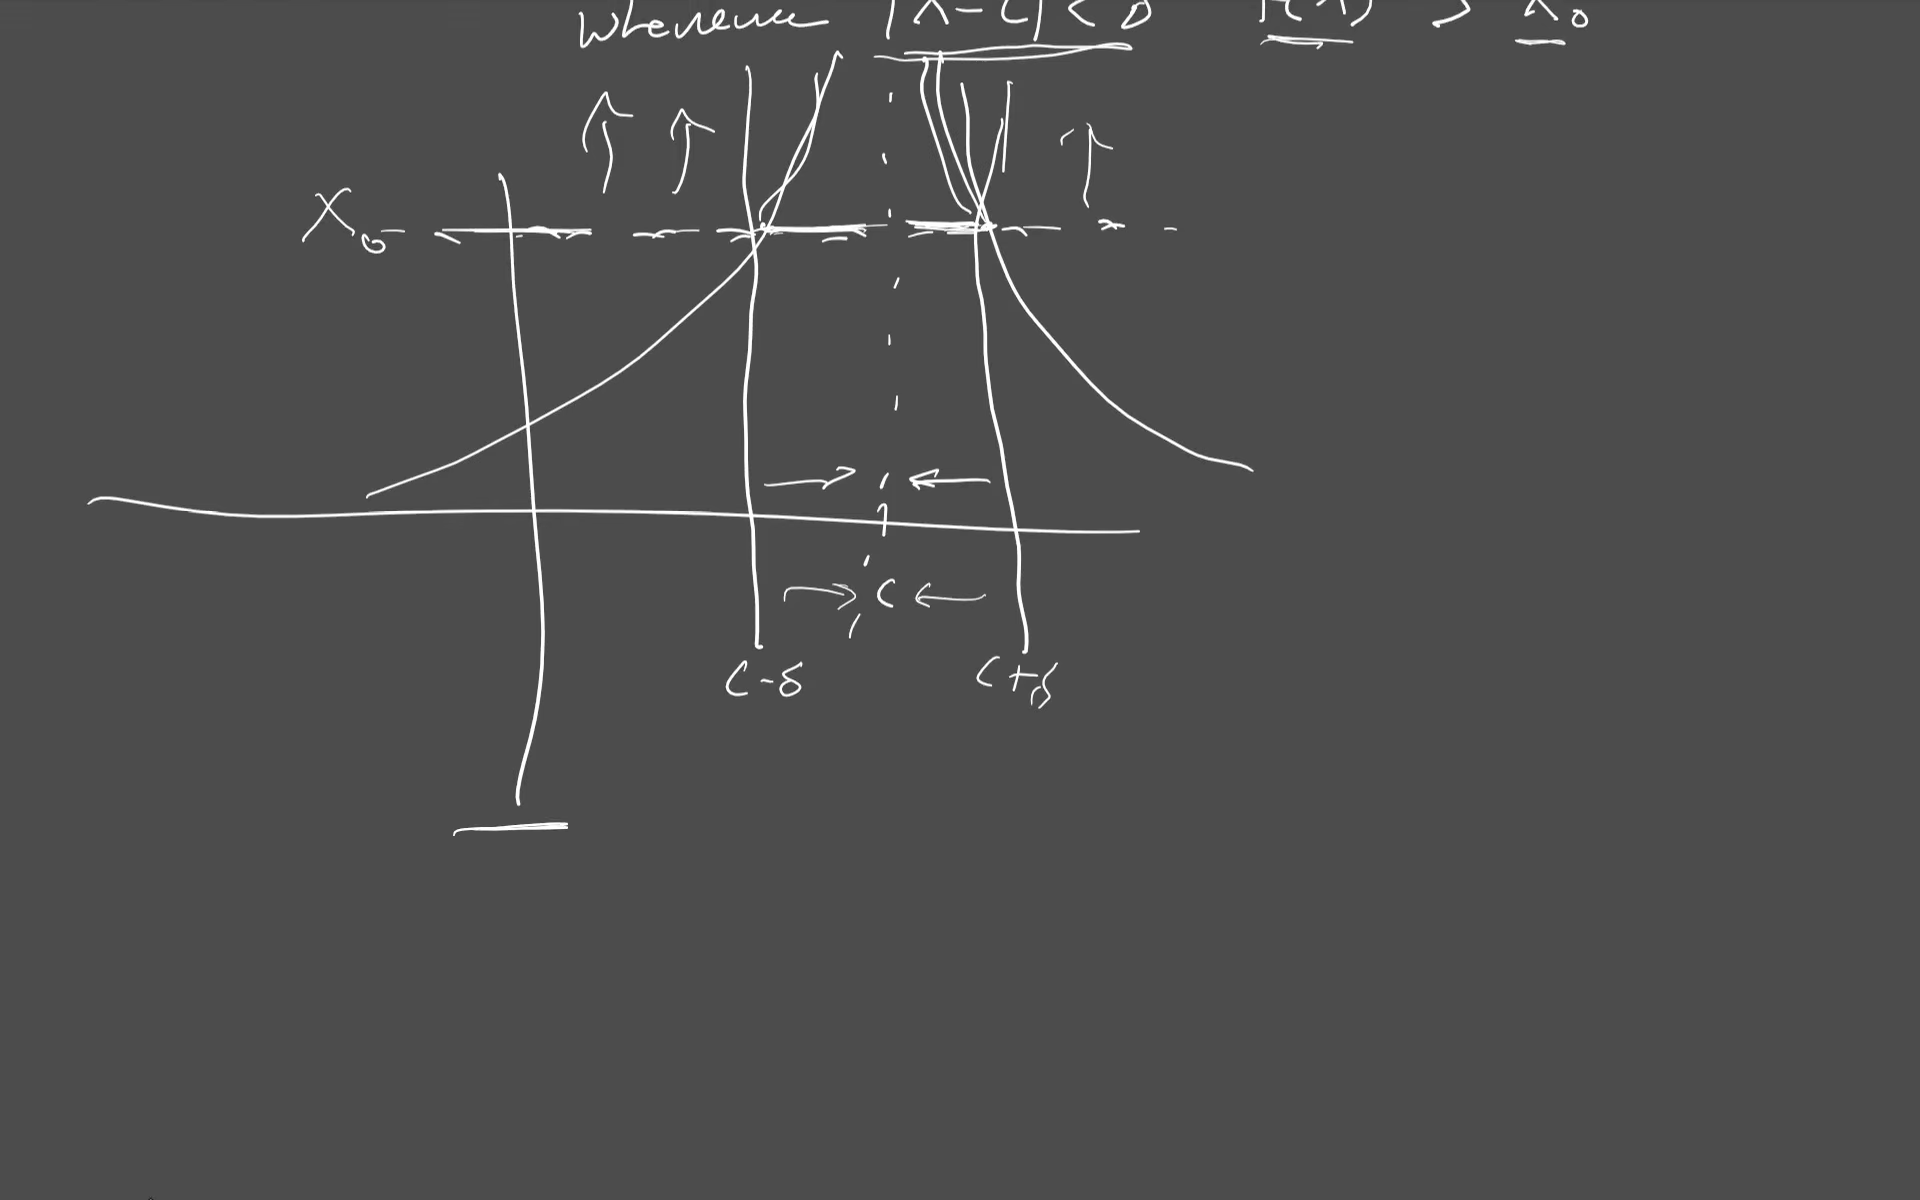 whenever |x-c| < δ f(x) > x₀
X₀
C
C-δ C+δ